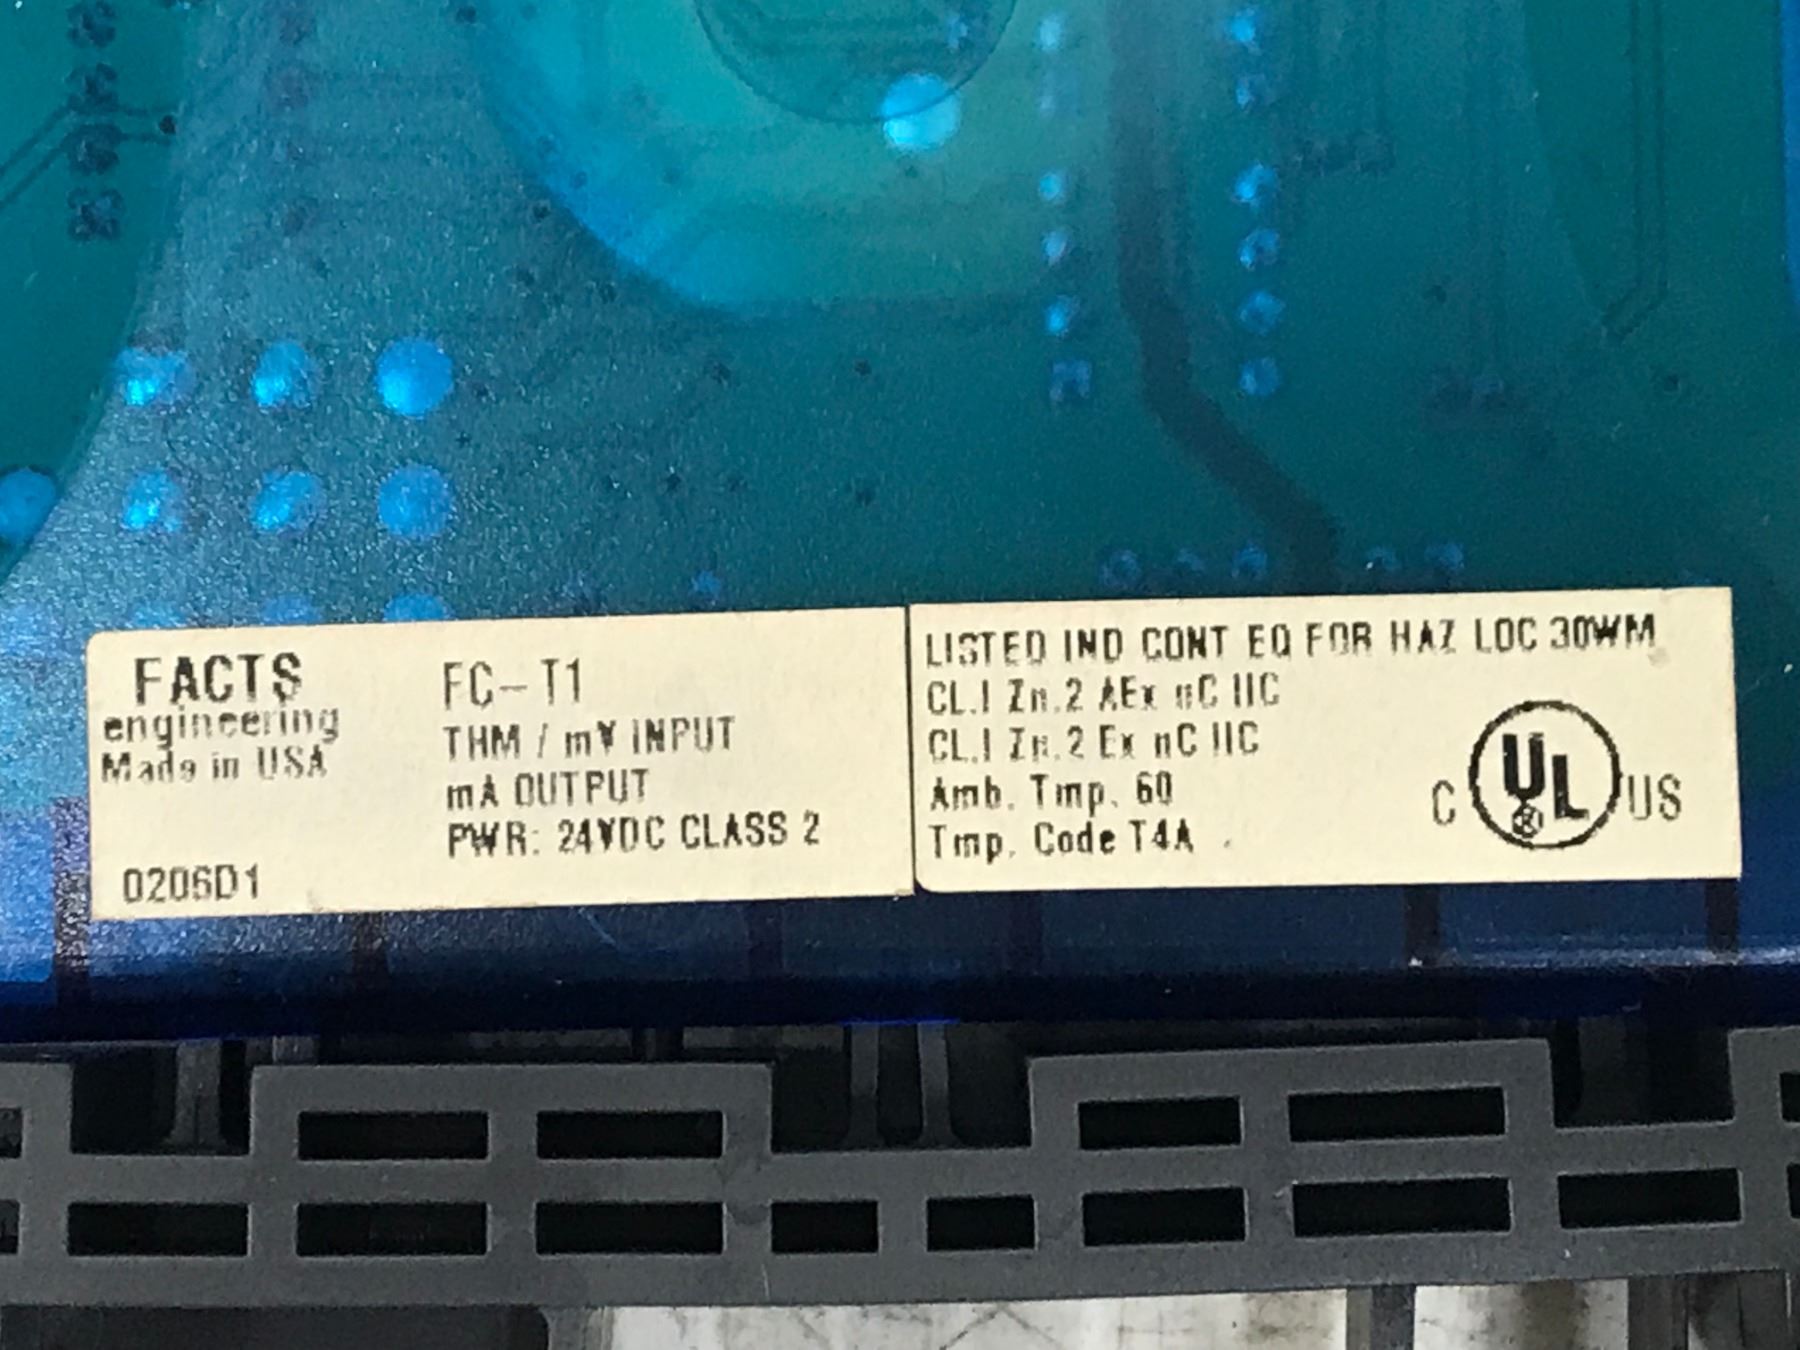 FACTS
engineering
Made in USA
0206D1
FC-T1
THM / mV INPUT
mA OUTPUT
PWR: 24VDC CLASS 2
LISTED IND CONT EQ FOR HAZ LOC 30WM
CL.I Zn.2 AEx nC IIC
CL.I Zn.2 Ex nC IIC
Amb. Tmp. 60
Tmp. Code T4A
C UL US